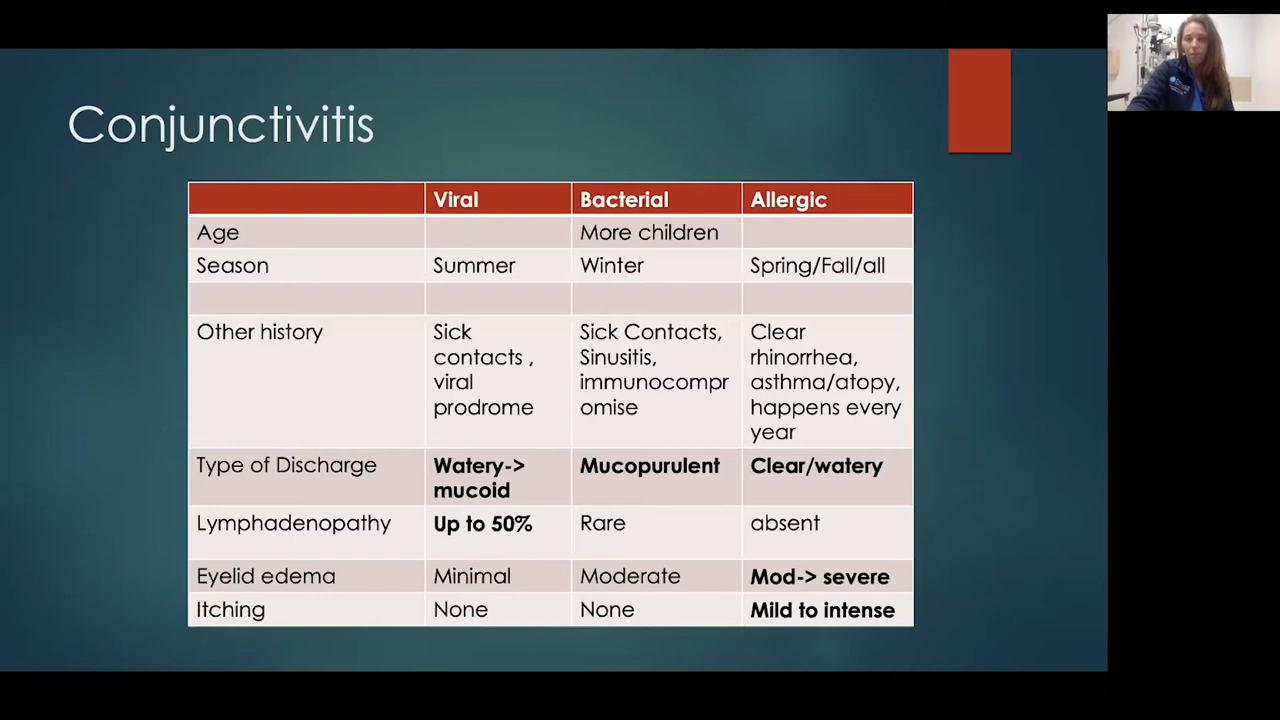 Conjunctivitis
Viral Bacterial Allergic
Age More children
Season Summer Winter Spring/Fall/all
Other history Sick Sick Contacts, Clear
contacts , Sinusitis, rhinorrhea,
viral immunocompr asthma/atopy,
prodrome omise happens every
year
Type of Discharge Watery-> Mucopurulent Clear/watery
mucoid
Lymphadenopathy Up to 50% Rare absent
Eyelid edema Minimal Moderate Mod-> severe
Itching None None Mild to intense